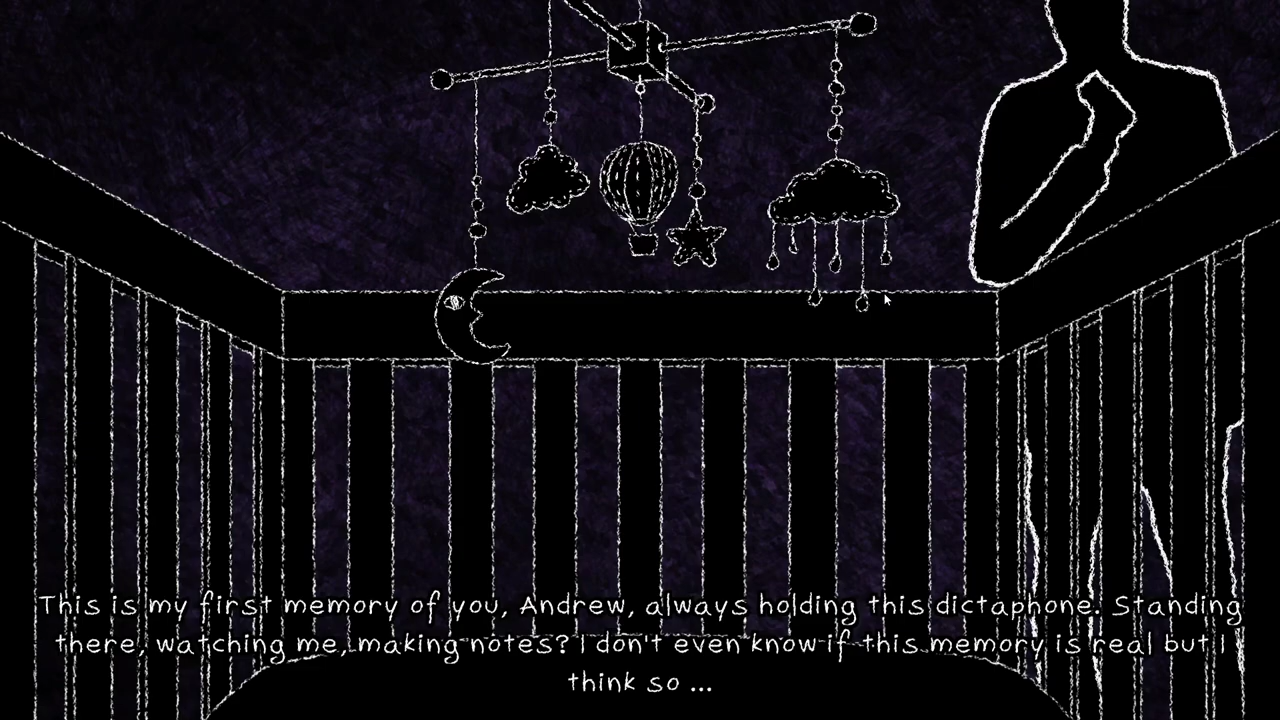 This is my first memory of you, Andrew, always holding this dictaphone. Standing
there, watching me, making notes? I don't even know if this memory is real but I
think so ...